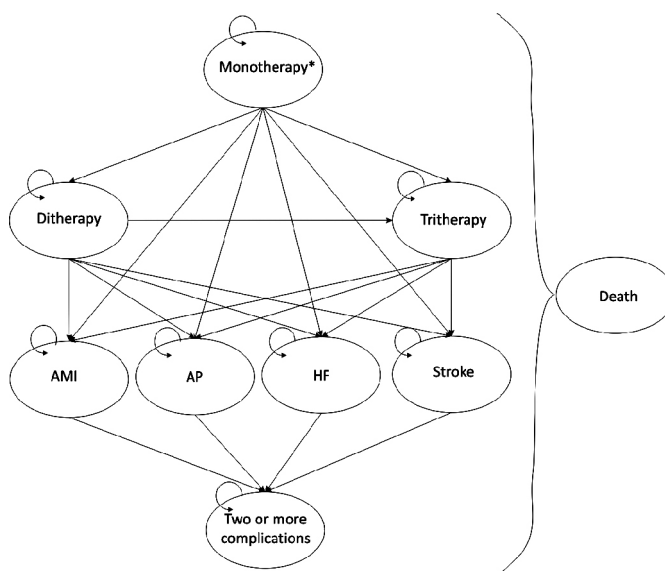 Monotherapy*
Ditherapy
Tritherapy
Death
AMI
AP
HF
Stroke
Two or more
complications